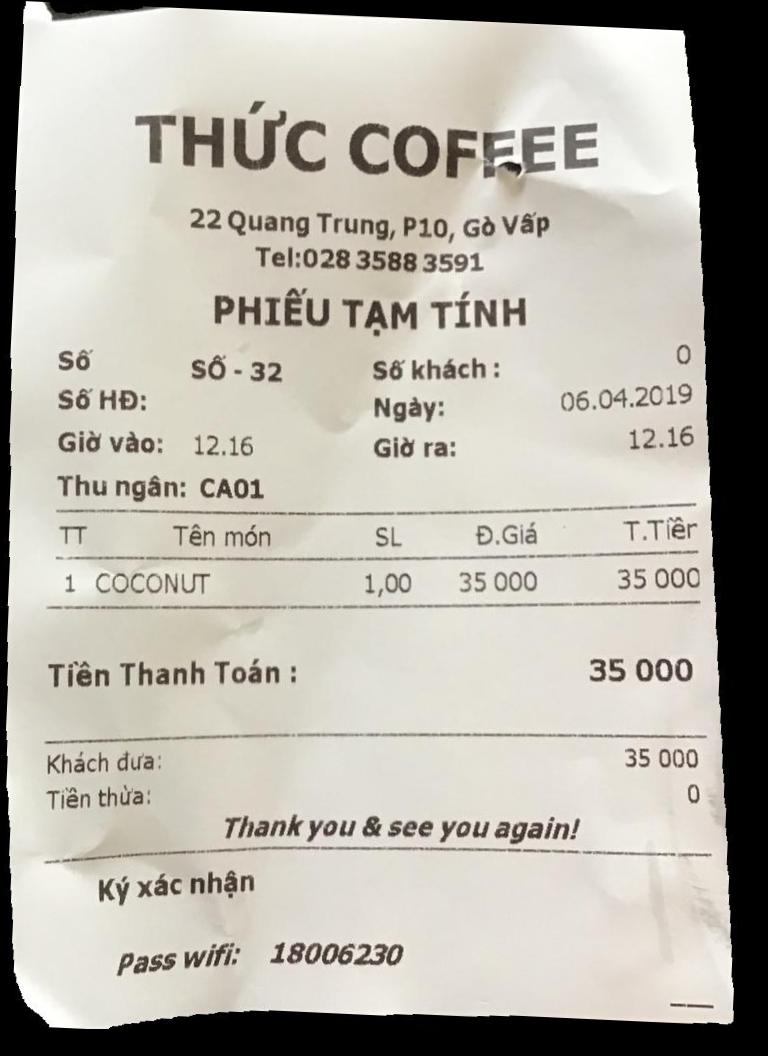 THỨC COFFEE
22 Quang Trung, P10, Gò Vấp
Tel:028 3588 3591
PHIẾU TẠM TÍNH
Số SỐ - 32 Số khách : 0
Số HĐ: Ngày: 06.04.2019
Giờ vào: 12.16 Giờ ra: 12.16
Thu ngân: CA01
TT Tên món SL Đ.Giá T.Tiền
1 COCONUT 1,00 35 000 35 000
Tiền Thanh Toán : 35 000
Khách đưa: 35 000
Tiền thừa: 0
Thank you & see you again!
Ký xác nhận
Pass wifi: 18006230